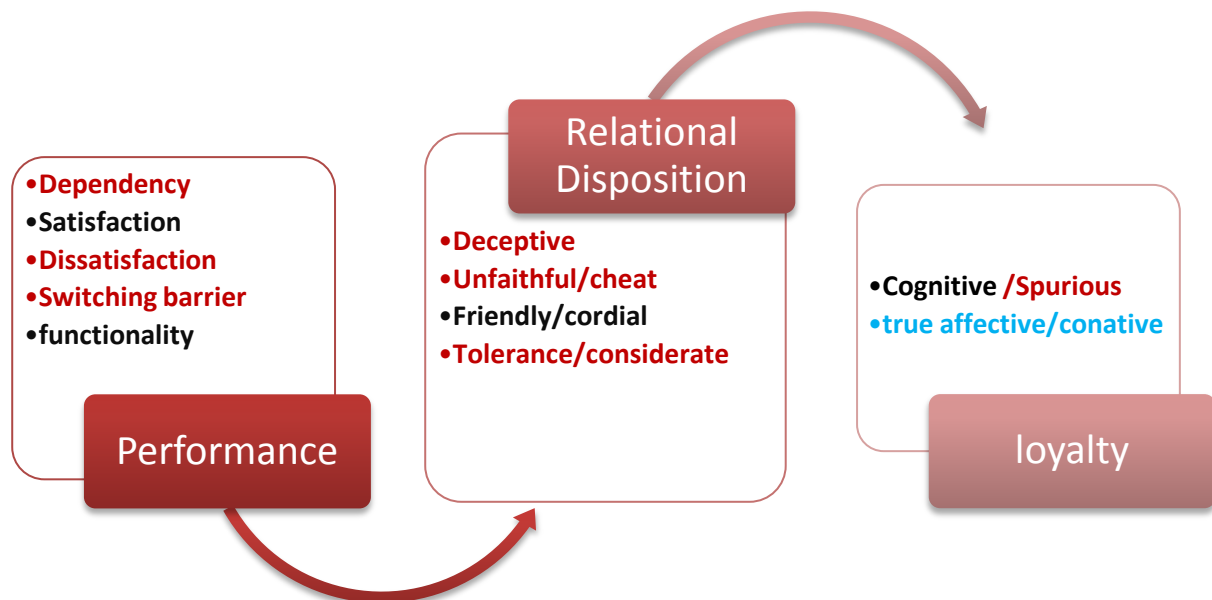 •Dependency
•Satisfaction
•Dissatisfaction
•Switching barrier
•functionality
Performance
Relational
Disposition
•Deceptive
•Unfaithful/cheat
•Friendly/cordial
•Tolerance/considerate
•Cognitive /Spurious
•true affective/conative
loyalty